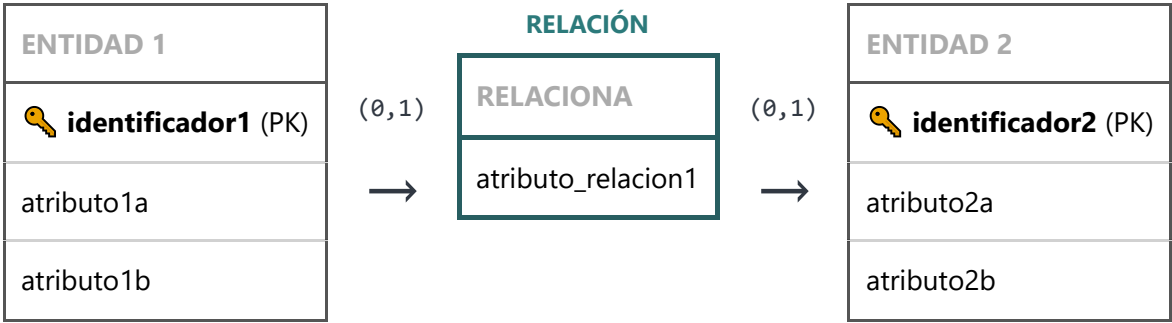 ENTIDAD 1
identificador1 (PK)
atributo1a
atributo1b
(0,1)
RELACIÓN
RELACIONA
atributo_relacion1
(0,1)
ENTIDAD 2
identificador2 (PK)
atributo2a
atributo2b